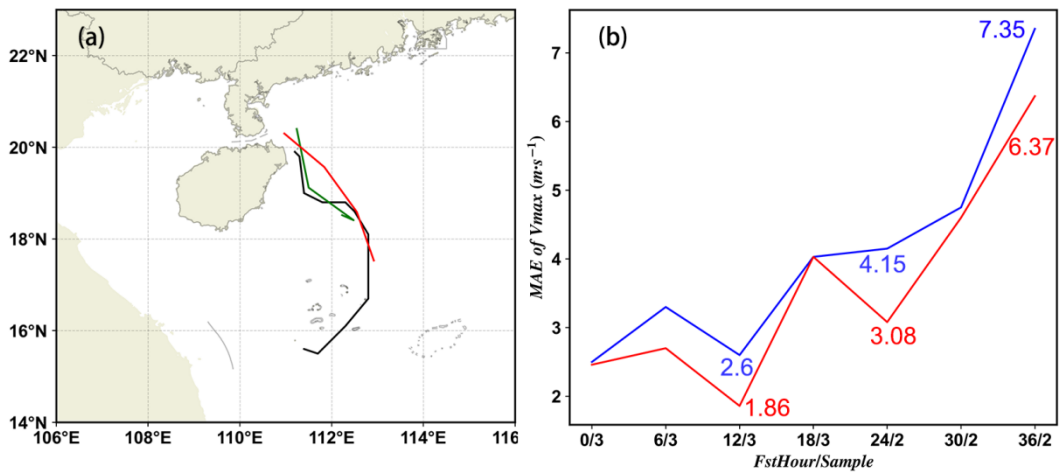 (a)
22°N
20°N
18°N
16°N
14°N
106°E 108°E 110°E 112°E 114°E 116
(b)
MAE of Vmax (m·s⁻¹)
7
6
5
4
3
2
7.35
6.37
4.15
3.08
2.6
1.86
0/3 6/3 12/3 18/3 24/2 30/2 36/2
FstHour/Sample